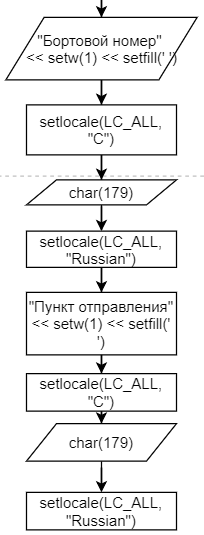 "Бортовой номер"
<< setw(1) << setfill(' ')
setlocale(LC_ALL,
"C")
char(179)
setlocale(LC_ALL,
"Russian")
"Пункт отправления"
<< setw(1) << setfill('
')
setlocale(LC_ALL,
"C")
char(179)
setlocale(LC_ALL,
"Russian")